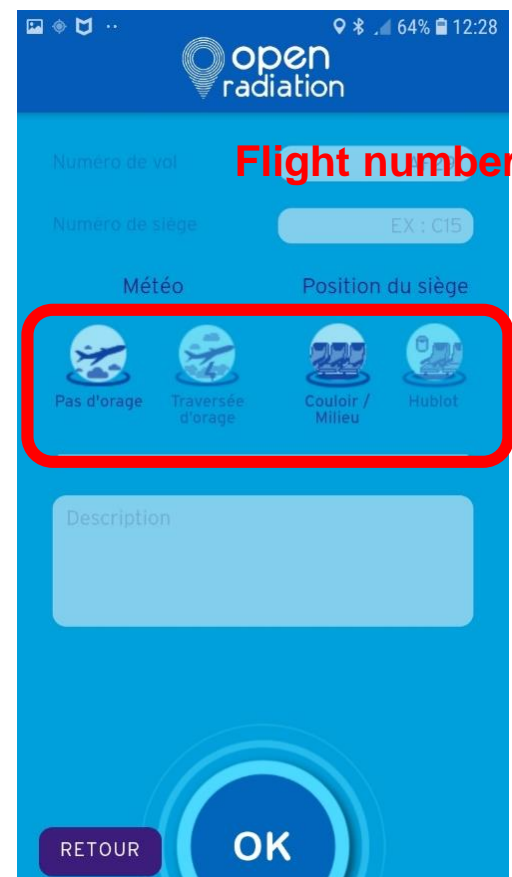 64% 12:28
open
radiation
Numéro de vol
Flight number
Numéro de siège
EX : C15
Météo
Position du siège
Pas d'orage
Traversée
d'orage
Couloir /
Milieu
Hublot
Description
RETOUR
OK